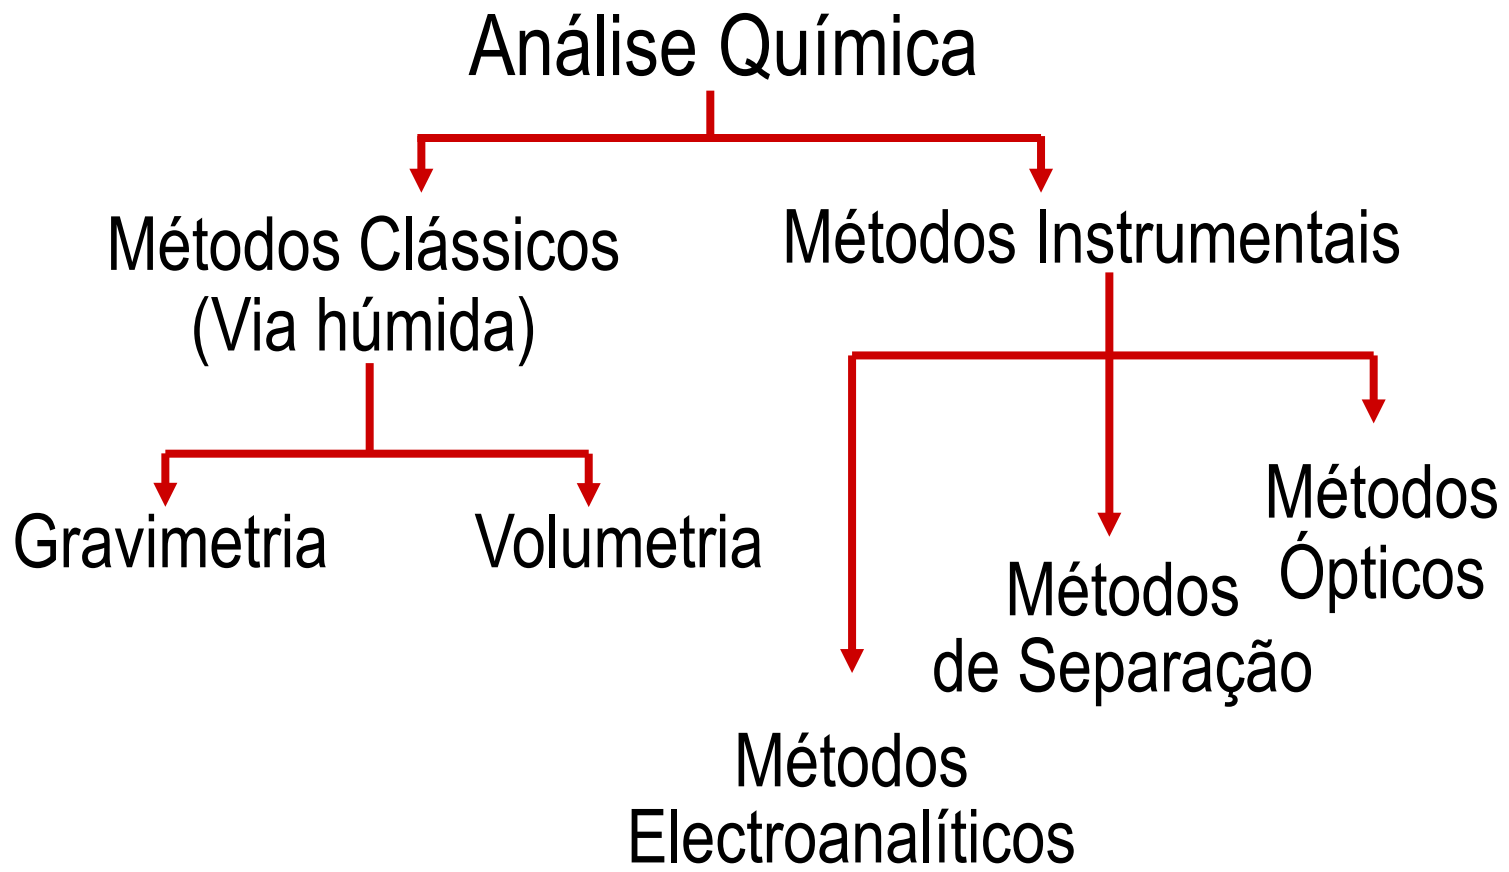 Análise Química
Métodos Clássicos
(Via húmida)
Métodos Instrumentais
Gravimetria
Volumetria
Métodos
Electroanalíticos
Métodos
de Separação
Métodos
Ópticos